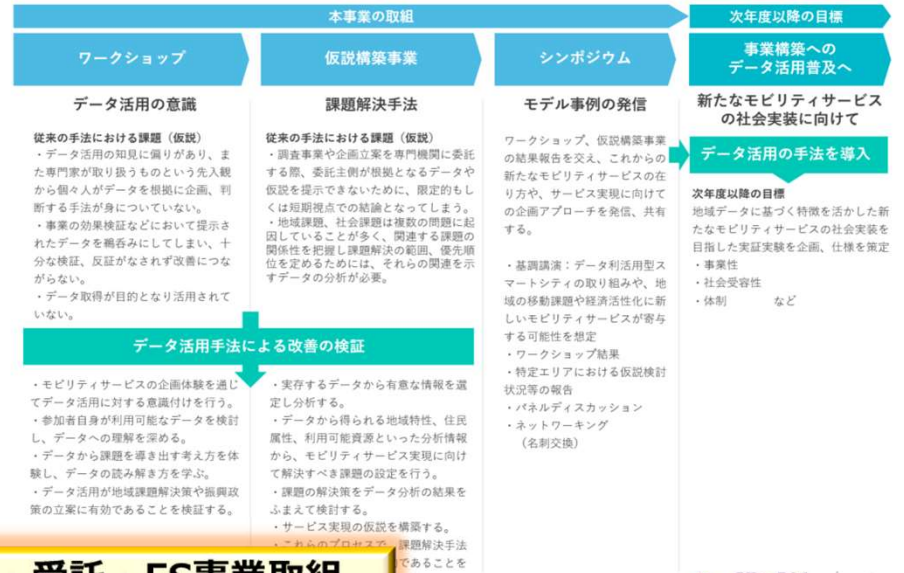 本事業の取組
次年度以降の目標
ワークショップ
仮説構築事業
シンポジウム
事業構築への
データ活用普及へ
データ活用の意識
従来の手法における課題（仮説）
・データ活用の知見に偏りがあり、ま
た専門家が取り扱うものという先入観
から個々人がデータを根拠に企画、判
断する手法が身についていない。
・事業の効果検証などにおいて提示さ
れたデータを鵜呑みにしてしまい、十
分な検証、反証がなされず改善につな
がらない。
・データ取得が目的となり活用されて
いない。
課題解決手法
従来の手法における課題（仮説）
・調査事業や企画立案を専門機関に委託
する際、委託主側が根拠となるデータや
仮説を提示できないために、限定的もし
くは短期視点での結論となってしまう。
・地域課題、社会課題は複数の問題に起
因していることが多く、関連する課題の
関係性を把握し課題解決の範囲、優先順
位を定めるためには、それらの関連を示
すデータの分析が必要。
データ活用手法による改善の検証
・モビリティサービスの企画体験を通じ
てデータ活用に対する意識付けを行う。
・参加者自身が利用可能なデータを検討
し、データへの理解を深める。
・データから課題を導き出す考え方を体
験し、データの読み解き方を学ぶ。
・データ活用が地域課題解決策や振興政
策の立案に有効であることを検証する。
・実存するデータから有意な情報を選
定し分析する。
・データから得られる地域特性、住民
属性、利用可能資源といった分析情報
から、モビリティサービス実現に向け
て解決すべき課題の設定を行う。
・課題の解決策をデータ分析の結果を
ふまえて検討する。
・サービス実現の仮説を構築する。
・これらのプロセスで、課題解決手法
であることを
モデル事例の発信
ワークショップ、仮説構築事業
の結果報告を交え、これからの
新たなモビリティサービスの在
り方や、サービス実現に向けて
の企画アプローチを発信、共有
する。
・基調講演：データ利活用型ス
マートシティの取り組みや、地
域の移動課題や経済活性化に新
しいモビリティサービスが寄与
する可能性を想定
・ワークショップ結果
・特定エリアにおける仮説検討
状況等の報告
・パネルディスカッション
・ネットワーキング
（名刺交換）
新たなモビリティサービス
の社会実装に向けて
データ活用の手法を導入
次年度以降の目標
地域データに基づく特徴を活かした新
たなモビリティサービスの社会実装を
目指した実証実験を企画、仕様を策定
・事業性
・社会受容性
・体制 など
受託・FS事業取組